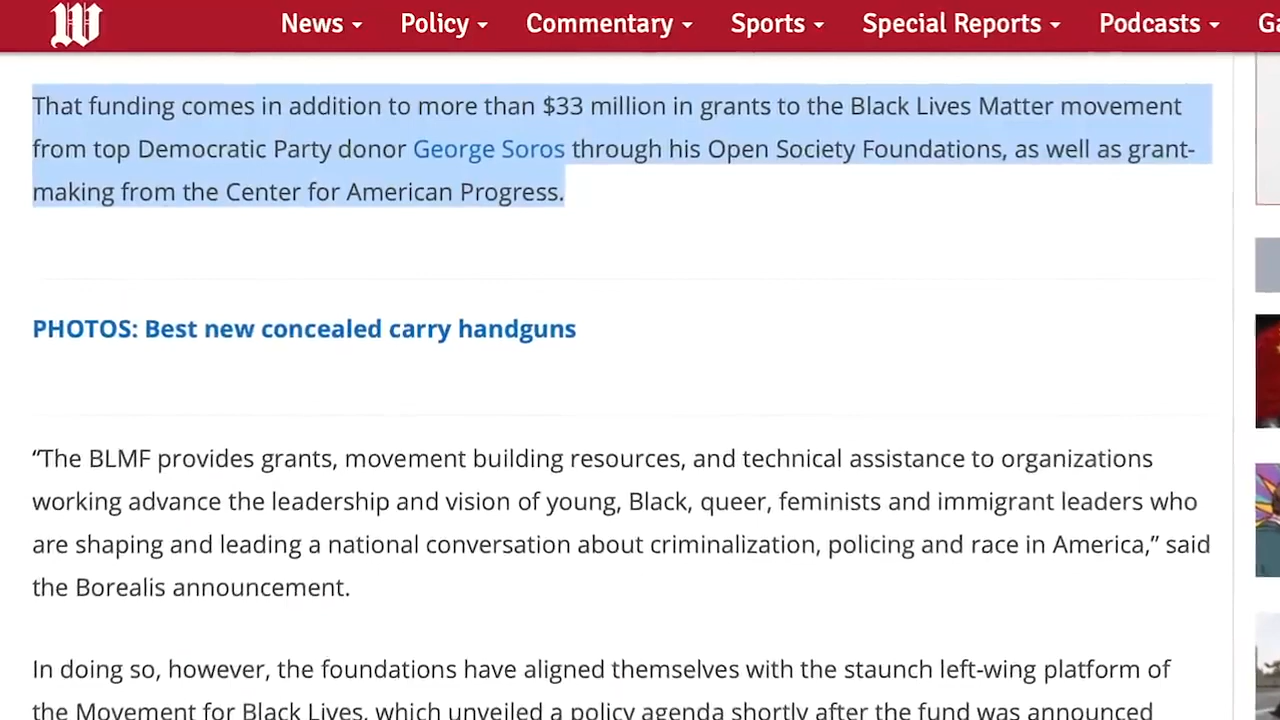 W News Policy Commentary Sports Special Reports Podcasts Ga
That funding comes in addition to more than $33 million in grants to the Black Lives Matter movement
from top Democratic Party donor George Soros through his Open Society Foundations, as well as grant-
making from the Center for American Progress.
PHOTOS: Best new concealed carry handguns
“The BLMF provides grants, movement building resources, and technical assistance to organizations
working advance the leadership and vision of young, Black, queer, feminists and immigrant leaders who
are shaping and leading a national conversation about criminalization, policing and race in America,” said
the Borealis announcement.
In doing so, however, the foundations have aligned themselves with the staunch left-wing platform of
the Movement for Black Lives, which unveiled a policy agenda shortly after the fund was announced